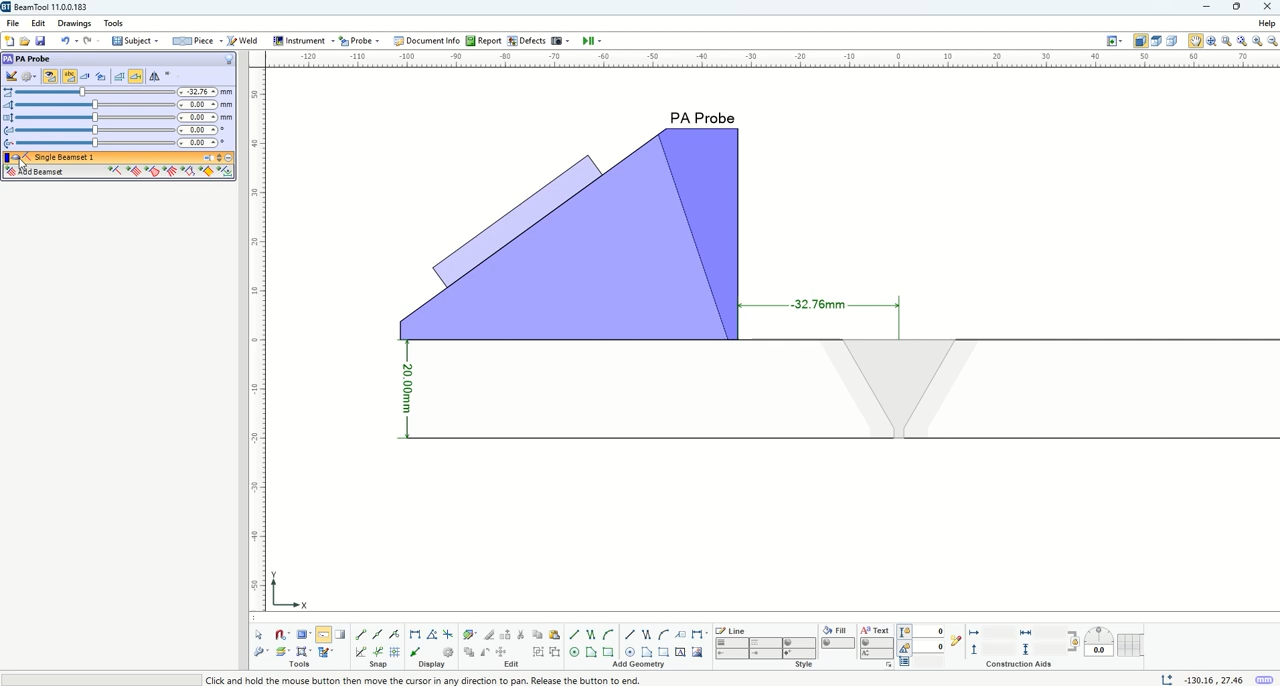 BT BeamTool 11.0.0.183
File Edit Drawings Tools Help
Subject Piece Weld Instrument Probe Document Info Report Defects
PA PA Probe
-120 -110 -100 -90 -80 -70 -60 -50 -40 -30 -20 -10 0 10 20 30 40 50 60 70
-32.76 mm
0.00 mm
0.00 mm
0.00 °
0.00 °
Single Beamset 1
Add Beamset
50
40
30
20
10
0
-10
-20
-30
-40
-50
PA Probe
-32.76mm
20.00mm
Y
X
:
Line Fill Text 0
0 0.0
Tools Snap Display Edit Add Geometry Style Construction Aids
Click and hold the mouse button then move the cursor in any direction to pan. Release the button to end. -130.16 , 27.46 mm